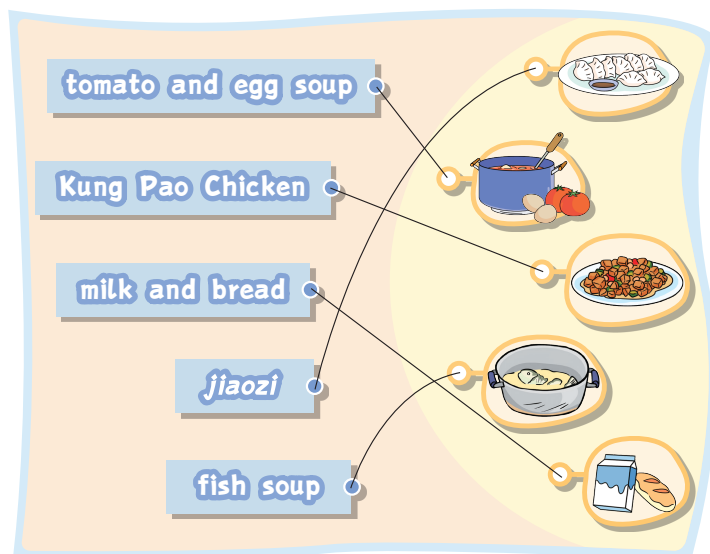 tomato and egg soup
Kung Pao Chicken
milk and bread
jiaozi
fish soup